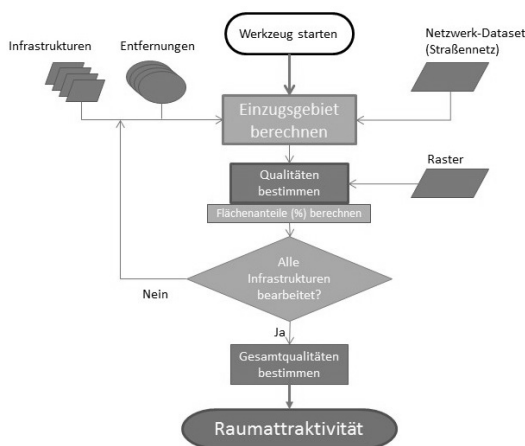 Werkzeug starten
Infrastrukturen
Entfernungen
Netzwerk-Dataset
(Straßennetz)
Einzugsgebiet
berechnen
Qualitäten
bestimmen
Raster
Flächenanteile (%) berechnen
Alle
Infrastrukturen
bearbeitet?
Nein
Ja
Gesamtqualitäten
bestimmen
Raumattraktivität